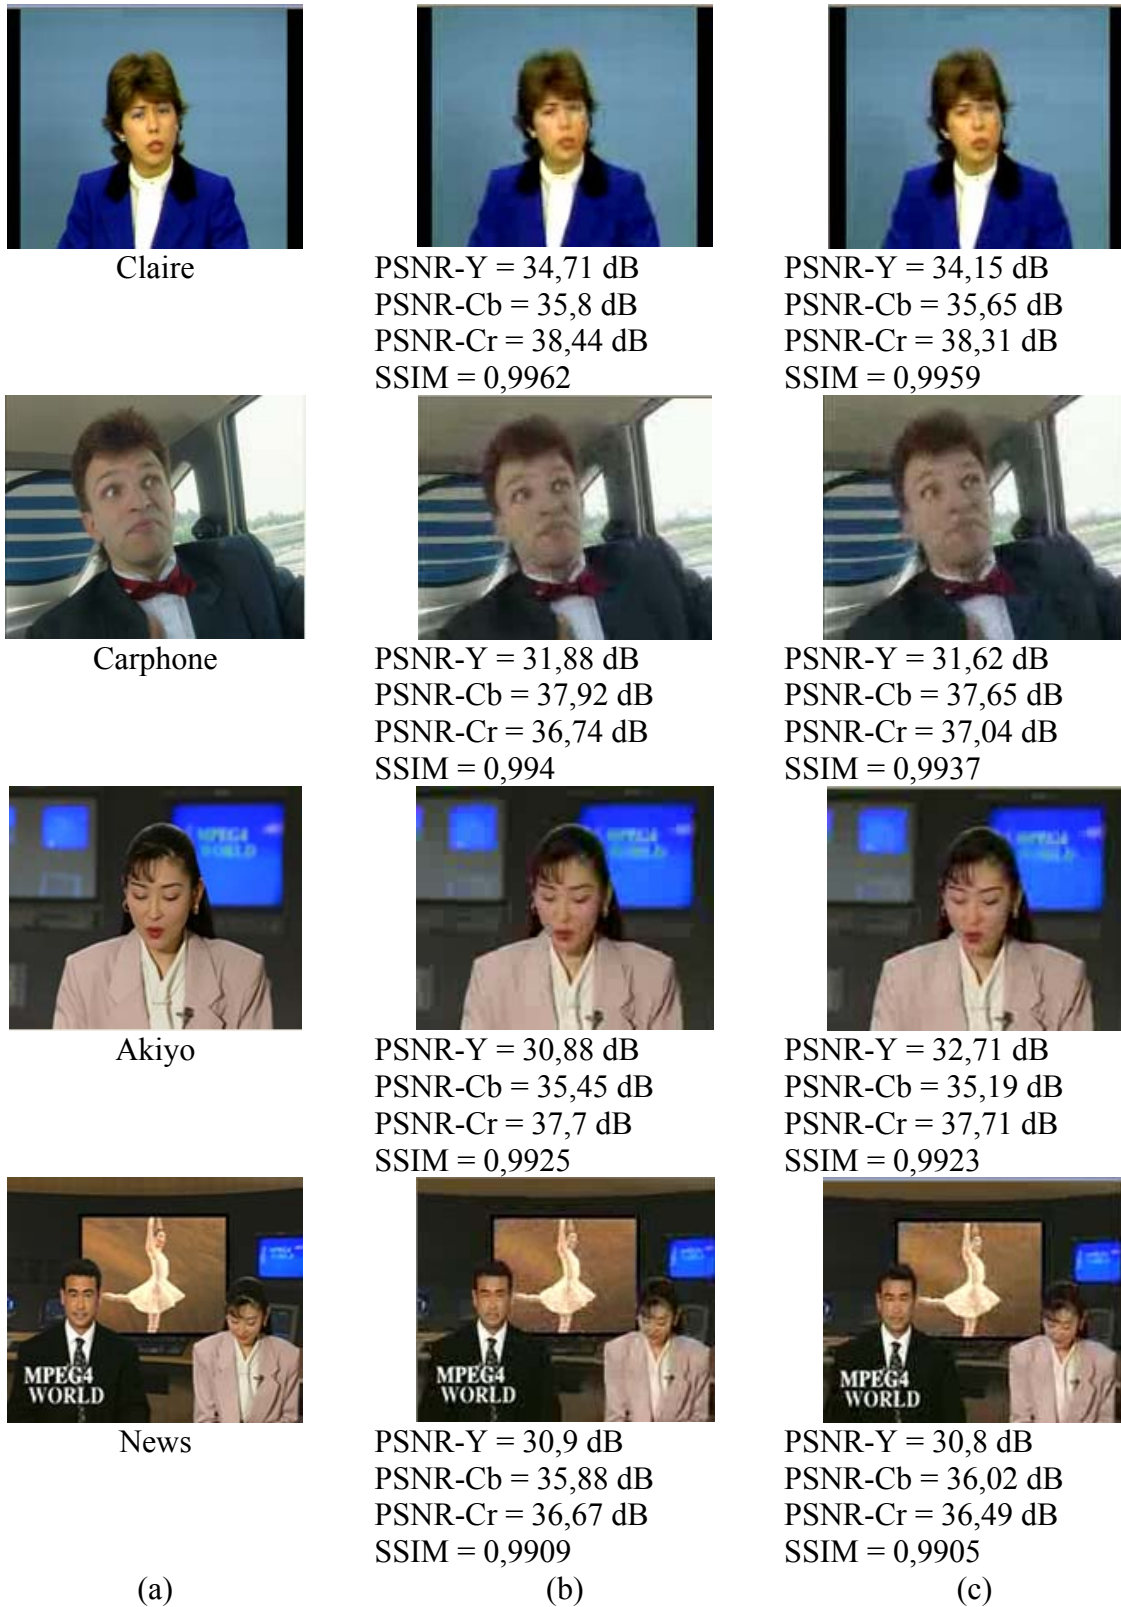 Claire
PSNR-Y = 34,71 dB
PSNR-Cb = 35,8 dB
PSNR-Cr = 38,44 dB
SSIM = 0,9962
PSNR-Y = 34,15 dB
PSNR-Cb = 35,65 dB
PSNR-Cr = 38,31 dB
SSIM = 0,9959
Carphone
PSNR-Y = 31,88 dB
PSNR-Cb = 37,92 dB
PSNR-Cr = 36,74 dB
SSIM = 0,994
PSNR-Y = 31,62 dB
PSNR-Cb = 37,65 dB
PSNR-Cr = 37,04 dB
SSIM = 0,9937
MPEG4
WORLD
MPEG4
WORLD
MPEG4
WORLD
Akiyo
PSNR-Y = 30,88 dB
PSNR-Cb = 35,45 dB
PSNR-Cr = 37,7 dB
SSIM = 0,9925
PSNR-Y = 32,71 dB
PSNR-Cb = 35,19 dB
PSNR-Cr = 37,71 dB
SSIM = 0,9923
MPEG4
WORLD
MPEG4
WORLD
MPEG4
WORLD
News
PSNR-Y = 30,9 dB
PSNR-Cb = 35,88 dB
PSNR-Cr = 36,67 dB
SSIM = 0,9909
PSNR-Y = 30,8 dB
PSNR-Cb = 36,02 dB
PSNR-Cr = 36,49 dB
SSIM = 0,9905
(a)
(b)
(c)